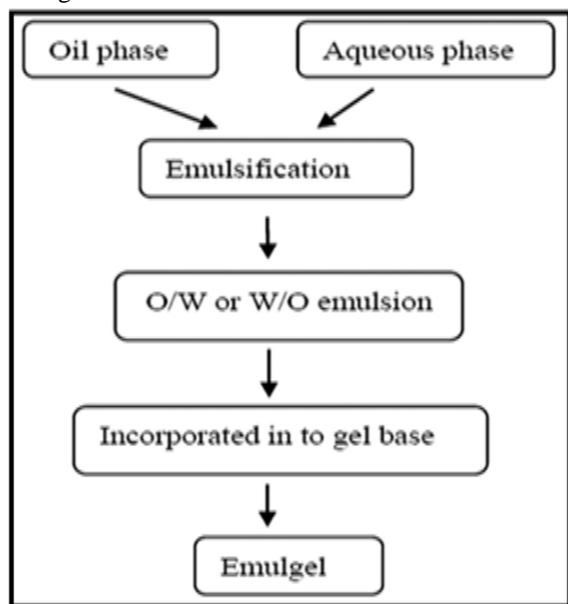 Oil phase
Aqueous phase
Emulsification
O/W or W/O emulsion
Incorporated in to gel base
Emulgel